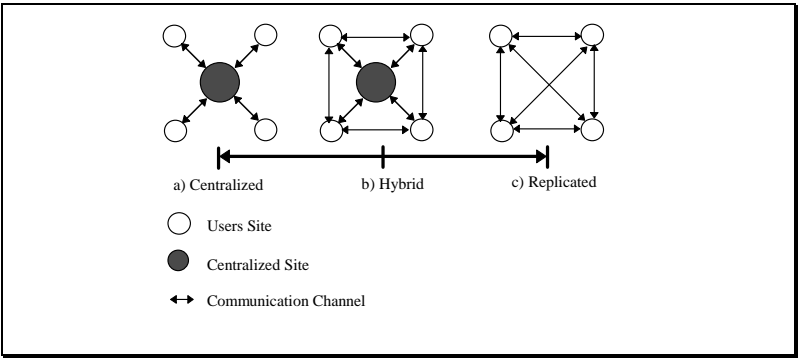 a) Centralized
b) Hybrid
c) Replicated
Users Site
Centralized Site
Communication Channel